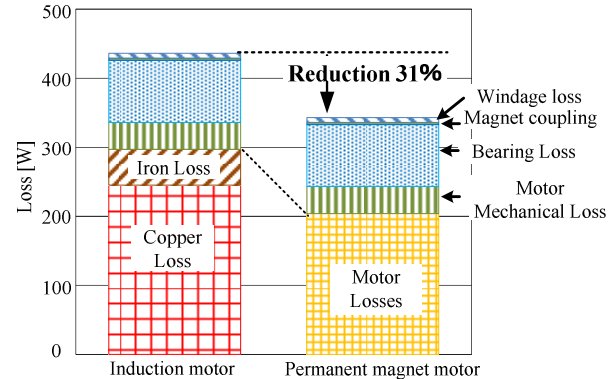 500
400
300
200
100
0
Loss [W]
Reduction 31%
Iron Loss
Copper
Loss
Motor
Losses
Windage loss
Magnet coupling
Bearing Loss
Motor
Mechanical Loss
Induction motor
Permanent magnet motor